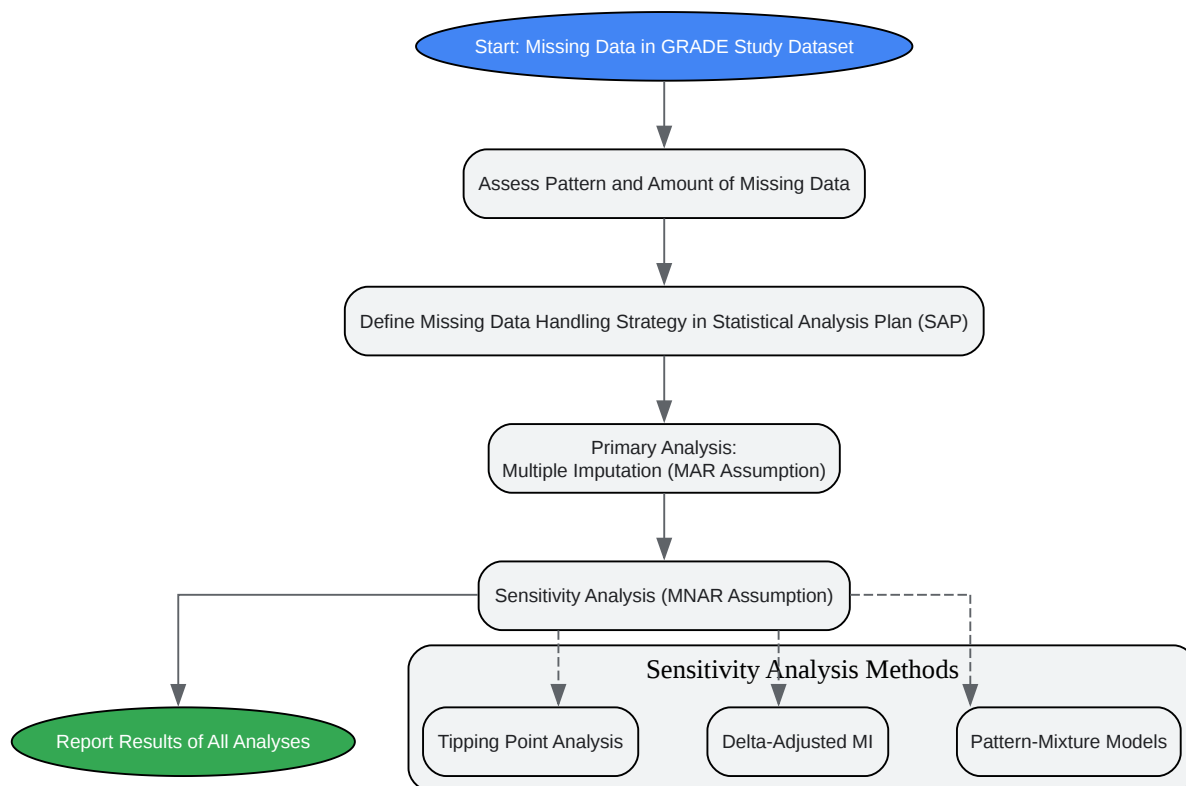 Start: Missing Data in GRADE Study Dataset
Assess Pattern and Amount of Missing Data
Define Missing Data Handling Strategy in Statistical Analysis Plan (SAP)
Primary Analysis:
Multiple Imputation (MAR Assumption)
Sensitivity Analysis (MNAR Assumption)
Sensitivity Analysis Methods
Report Results of All Analyses
Tipping Point Analysis
Delta-Adjusted MI
Pattern-Mixture Models